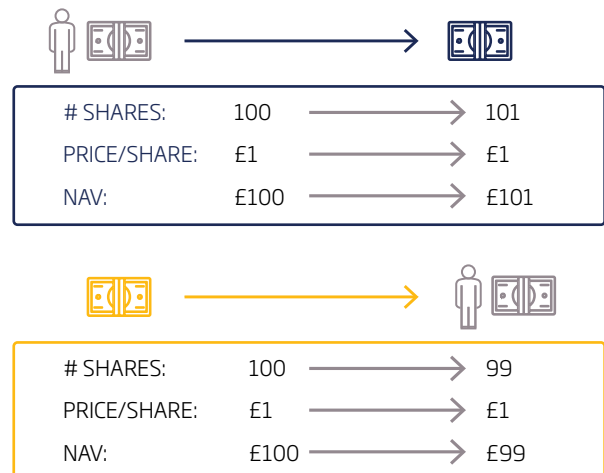 # SHARES: 100 101
PRICE/SHARE: £1 £1
NAV: £100 £101
# SHARES: 100 99
PRICE/SHARE: £1 £1
NAV: £100 £99